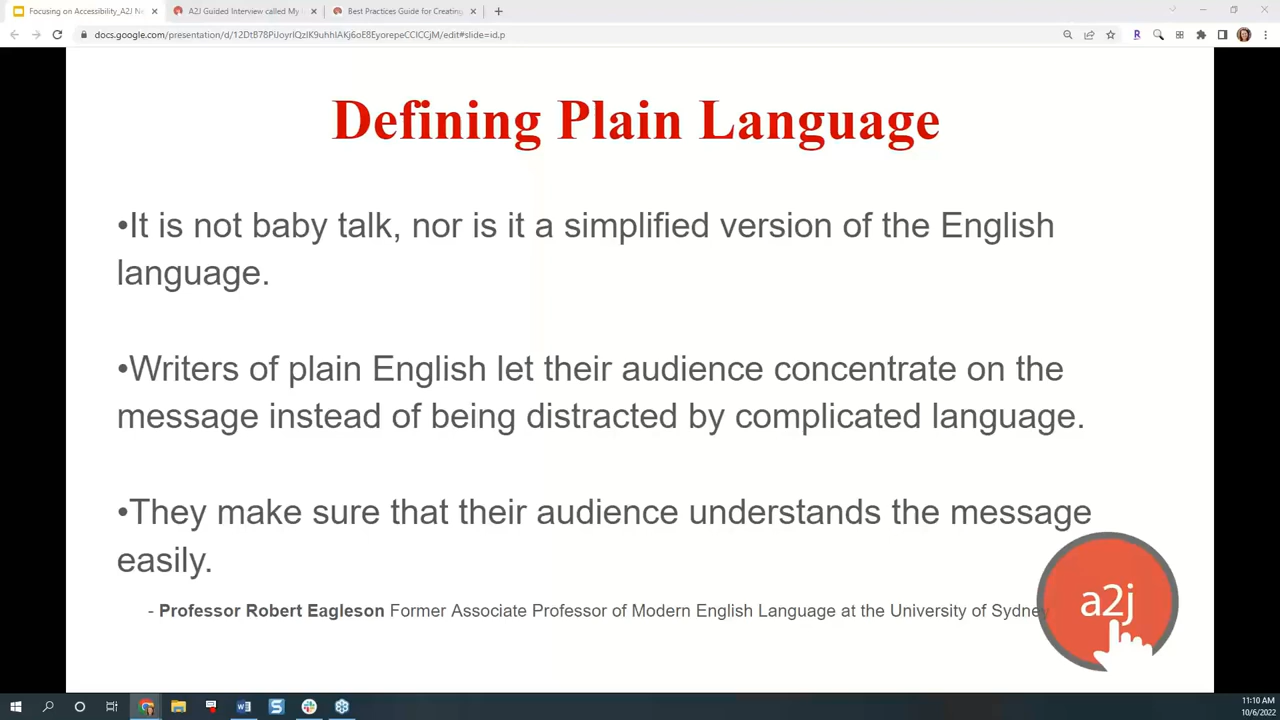 Focusing on Accessibility_A2J Ne
A2J Guided Interview called My
Best Practices Guide for Creating
docs.google.com/presentation/d/
/edit#slide=id.p
Defining Plain Language
•It is not baby talk, nor is it a simplified version of the English
language.
•Writers of plain English let their audience concentrate on the
message instead of being distracted by complicated language.
•They make sure that their audience understands the message
easily.
- Professor Robert Eagleson Former Associate Professor of Modern English Language at the University of Sydney
a2j
11:10 AM
10/6/2022